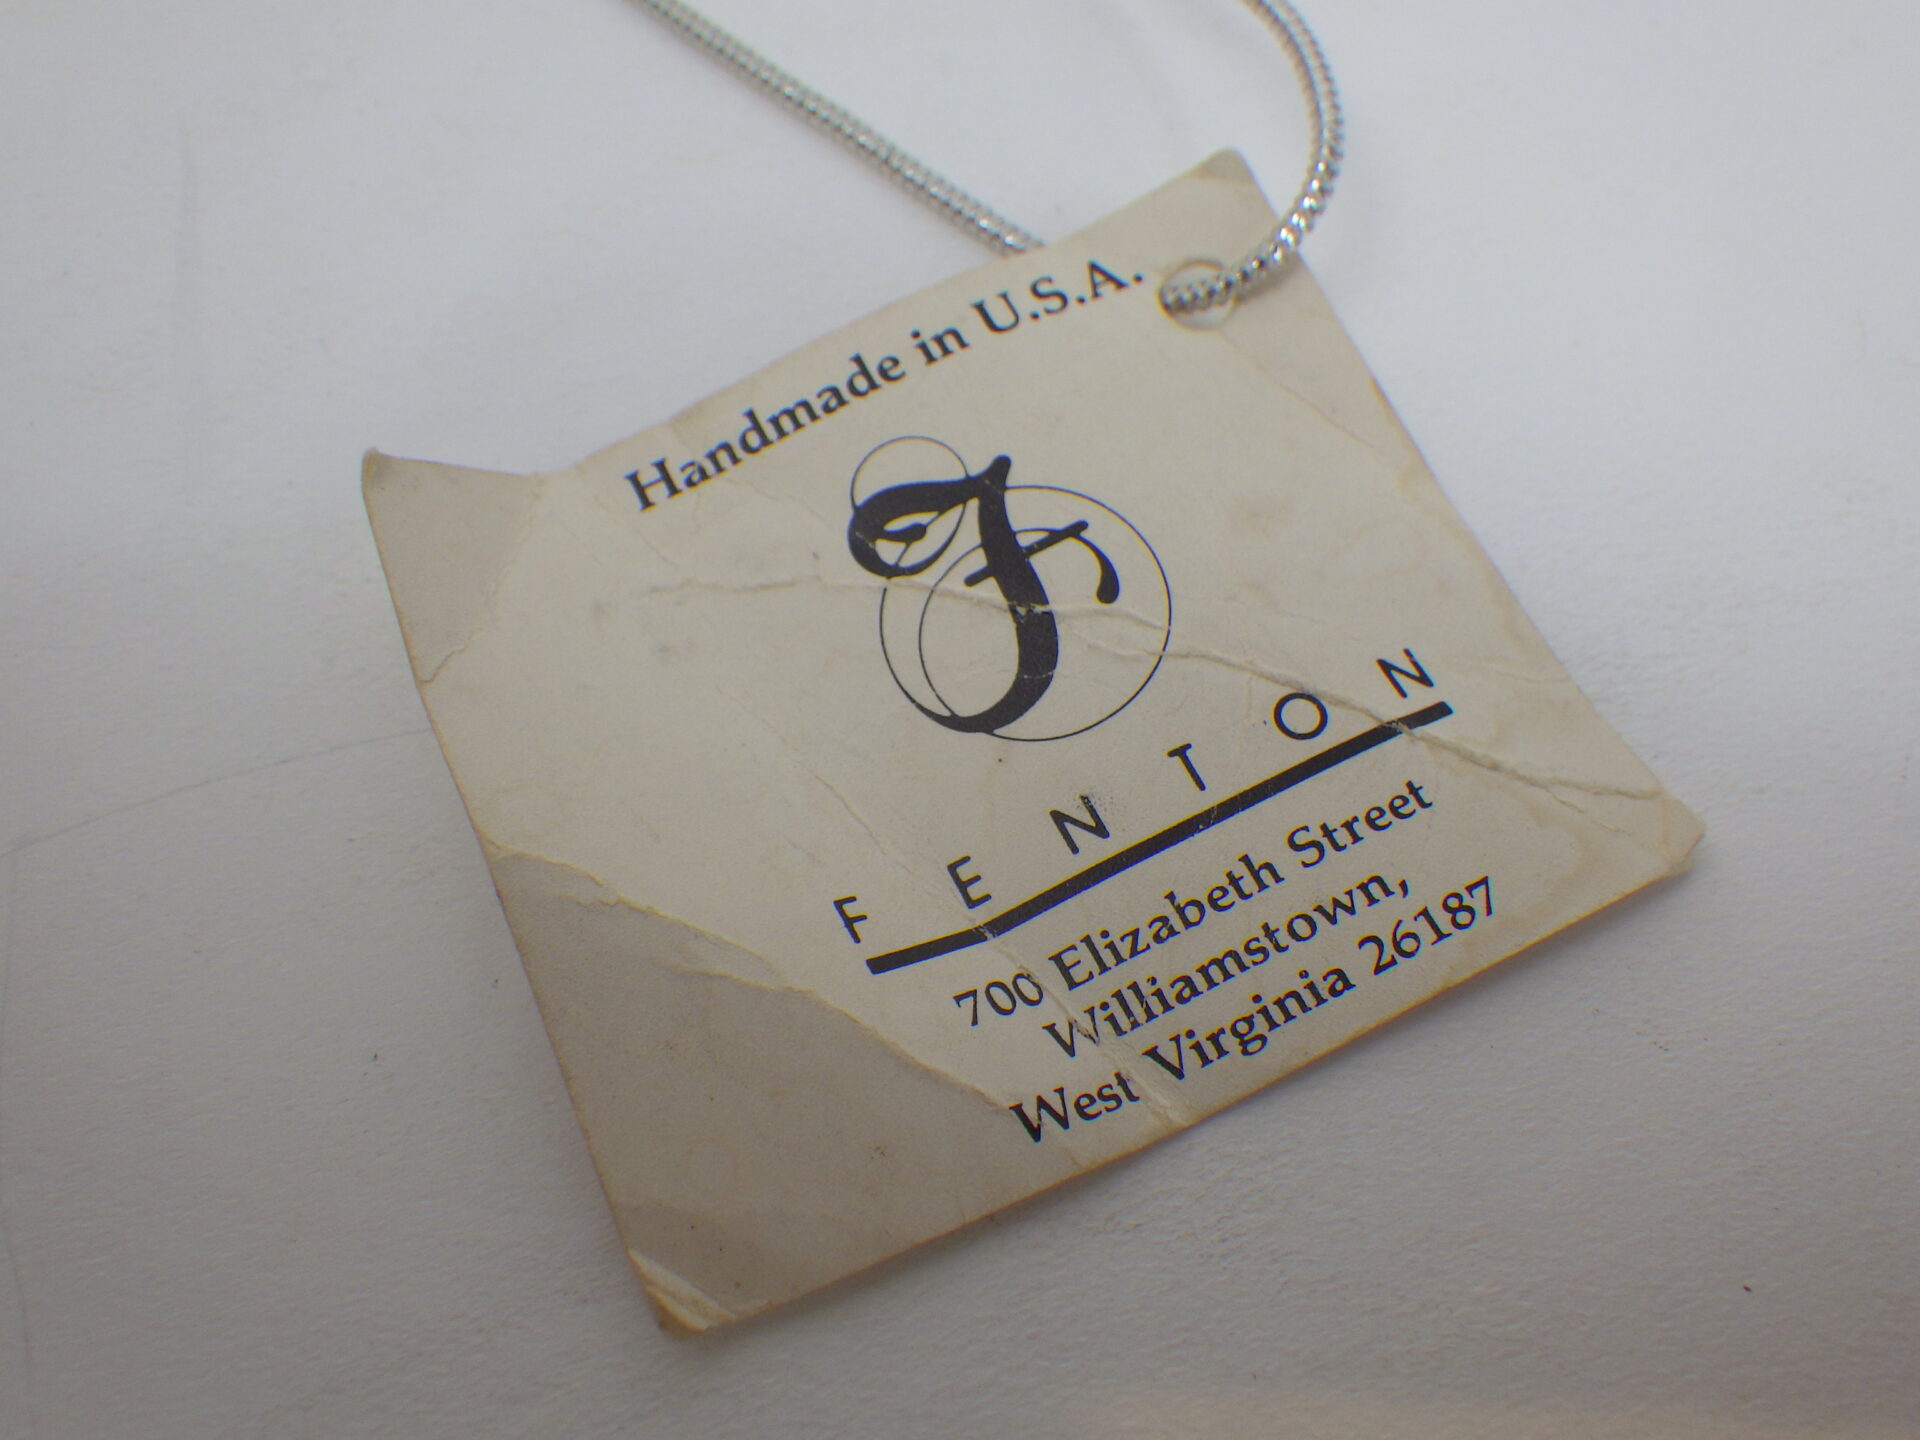 Handmade in U.S.A.
F
FENTON
700 Elizabeth Street
Williamstown,
West Virginia 26187